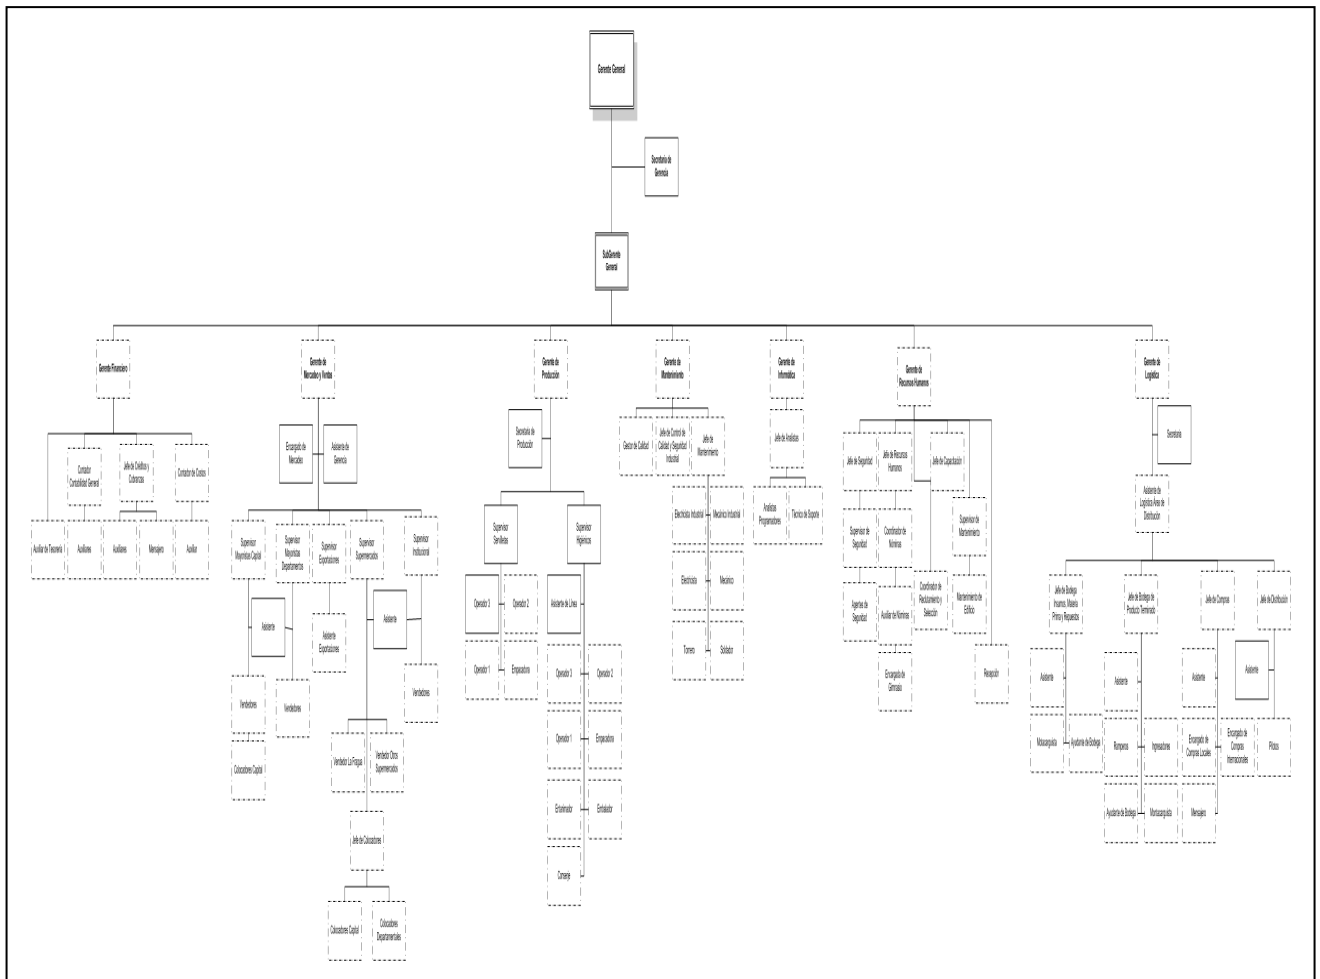 Gerente General
Secretaria de
Gerencia
SubGerente
General
Gerente Financiero
Gerente de
Mercadeo y Ventas
Gerente de
Producción
Gerente de
Mantenimiento
Gerente de
Informática
Gerente de
Recursos Humanos
Gerente de
Logística
Contador
Contabilidad General
Jefe de Créditos y
Cobranzas
Contador de Costos
Auxiliar de Tesorería
Auxiliares
Auxiliares
Mensajero
Auxiliar
Encargado de
Mercadeo
Asistente de
Gerencia
Supervisor
Mayoristas Capital
Supervisor
Mayoristas
Departamentos
Supervisor
Exportadores
Supervisor
Supermercados
Supervisor
Institucional
Asistente
Asistente
Exportadores
Asistente
Vendedores
Vendedores
Vendedores
Colocadores Capital
Vendedor La Fragua
Vendedor Otros
Supermercados
Jefe de Colocadores
Colocadores Capital
Colocadores
Departamentales
Secretaria de
Producción
Supervisor
Servilletas
Supervisor
Higiénicos
Operador 3
Operador 2
Operador 1
Empacadora
Asistente de Línea
Operador 3
Operador 2
Operador 1
Empacadora
Entarimador
Embalador
Conserje
Gestor de Calidad
Jefe de Control de
Calidad y Seguridad
Industrial
Jefe de
Mantenimiento
Electricista Industrial
Mecánico Industrial
Electricista
Mecánico
Tornero
Soldador
Jefe de Analistas
Analistas
Programadores
Técnico de Soporte
Jefe de Seguridad
Jefe de Recursos
Humanos
Jefe de Capacitación
Supervisor de
Seguridad
Coordinador de
Nóminas
Supervisor de
Mantenimiento
Agentes de
Seguridad
Auxiliar de Nóminas
Coordinador de
Reclutamiento y
Selección
Mantenimiento de
Edificio
Encargada de
Gimnasio
Recepción
Secretaria
Asistente de
Logística Area de
Distribución
Jefe de Bodega
Insumos, Materia
Prima y Repuestos
Jefe de Bodega de
Producto Terminado
Jefe de Compras
Jefe de Distribución
Asistente
Asistente
Asistente
Asistente
Motacarguista
Ayudante de Bodega
Rumperos
Ingresadores
Encargado de
Compras Locales
Encargado de
Compras
Internacionales
Pilotos
Ayudante de Bodega
Montacarguista
Mensajero